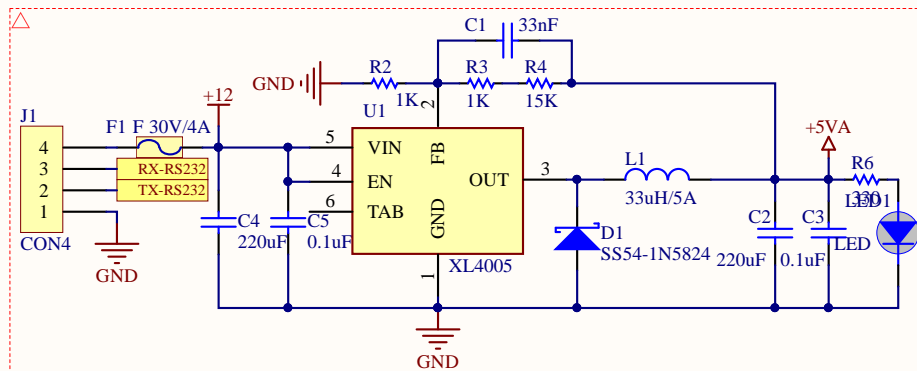 C1 33nF
R2 R3 R4
GND
1K 1K 15K
+12
U1 2
J1
F1 F 30V/4A
+5VA
4 5 VIN FB
3 RX-RS232 4 EN OUT 3 L1 R6
2 TX-RS232 33uH/5A 330
LED1
1 6 TAB GND
C4 C5 D1 C2 C3
CON4 220uF 0.1uF SS54-1N5824 LED
XL4005 220uF 0.1uF
GND 1
GND